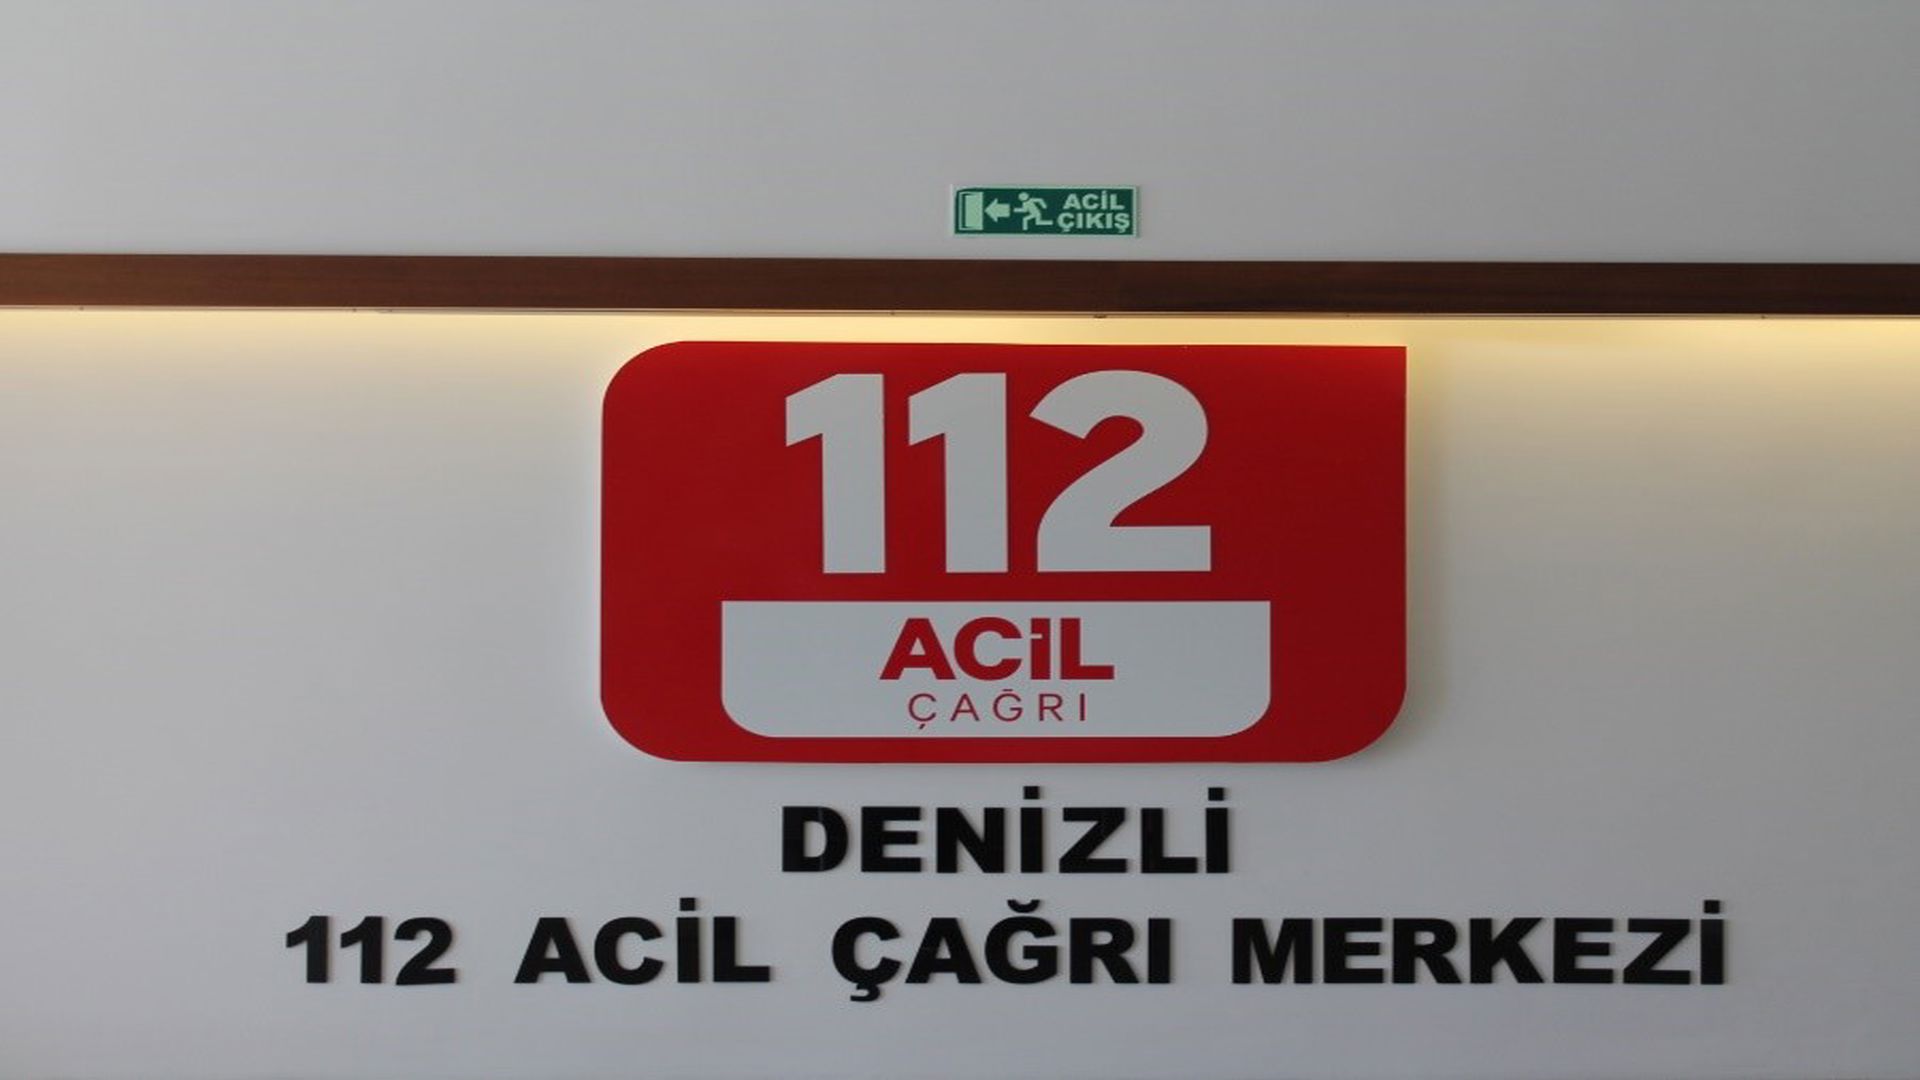 ACİL
ÇIKIŞ
112
ACİL
ÇAĞRI
DENİZLİ
112 ACİL ÇAĞRI MERKEZİ